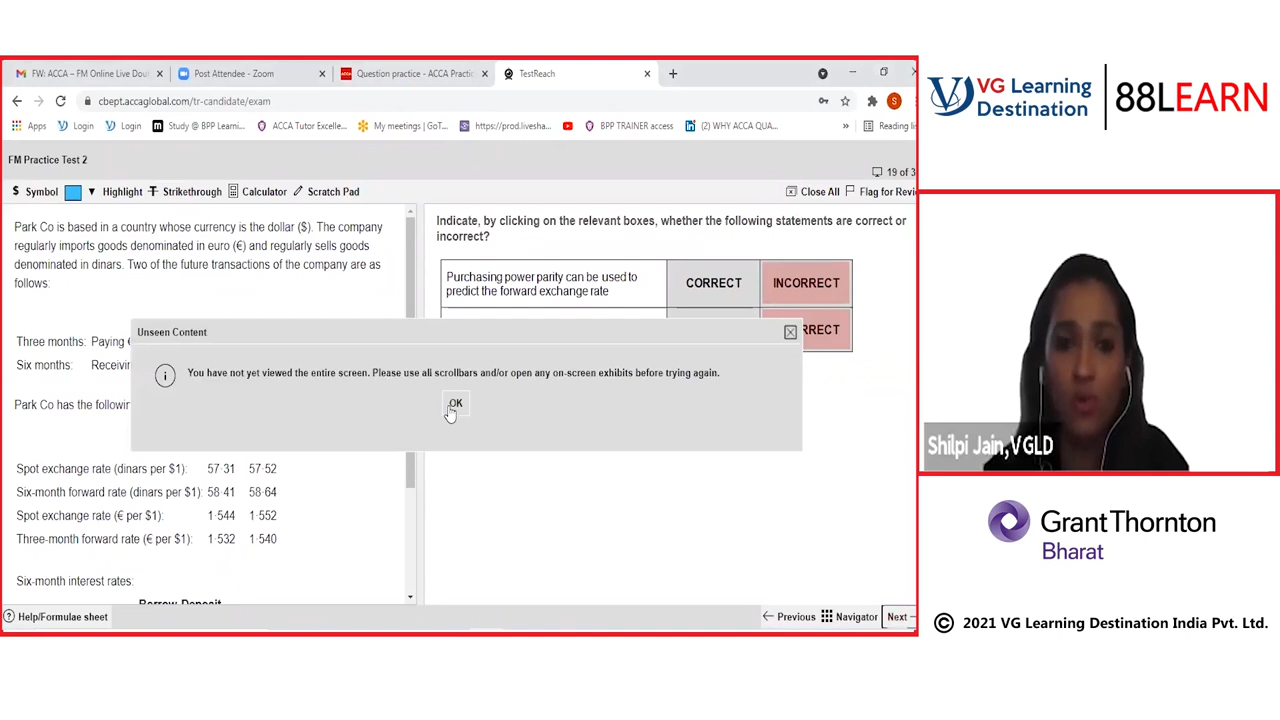 FW: ACCA – FM Online Live Dou
Post Attendee - Zoom
Question practice - ACCA Practic
TestReach
cbept.accaglobal.com/tr-candidate/exam
Apps
Login
Login
Study @ BPP Learni...
ACCA Tutor Excelle...
My meetings | GoT...
https://prod.livesha...
BPP TRAINER access
(2) WHY ACCA QUA...
»
Reading lis
FM Practice Test 2
19 of 3
$ Symbol
Highlight
Strikethrough
Calculator
Scratch Pad
Close All
Flag for Revie
Park Co is based in a country whose currency is the dollar ($). The company
regularly imports goods denominated in euro (€) and regularly sells goods
denominated in dinars. Two of the future transactions of the company are as
follows:
Three months: Paying €
Six months: Receivin
Park Co has the followin
Spot exchange rate (dinars per $1): 57·31 57·52
Six-month forward rate (dinars per $1): 58·41 58·64
Spot exchange rate (€ per $1): 1·544 1·552
Three-month forward rate (€ per $1): 1·532 1·540
Six-month interest rates:
Borrow Deposit
Indicate, by clicking on the relevant boxes, whether the following statements are correct or
incorrect?
Purchasing power parity can be used to
predict the forward exchange rate
CORRECT
INCORRECT
RRECT
Unseen Content
You have not yet viewed the entire screen. Please use all scrollbars and/or open any on-screen exhibits before trying again.
OK
Help/Formulae sheet
Previous
Navigator
Next
VG Learning
Destination
88LEARN
Shilpi Jain,VGLD
GrantThornton
Bharat
© 2021 VG Learning Destination India Pvt. Ltd.